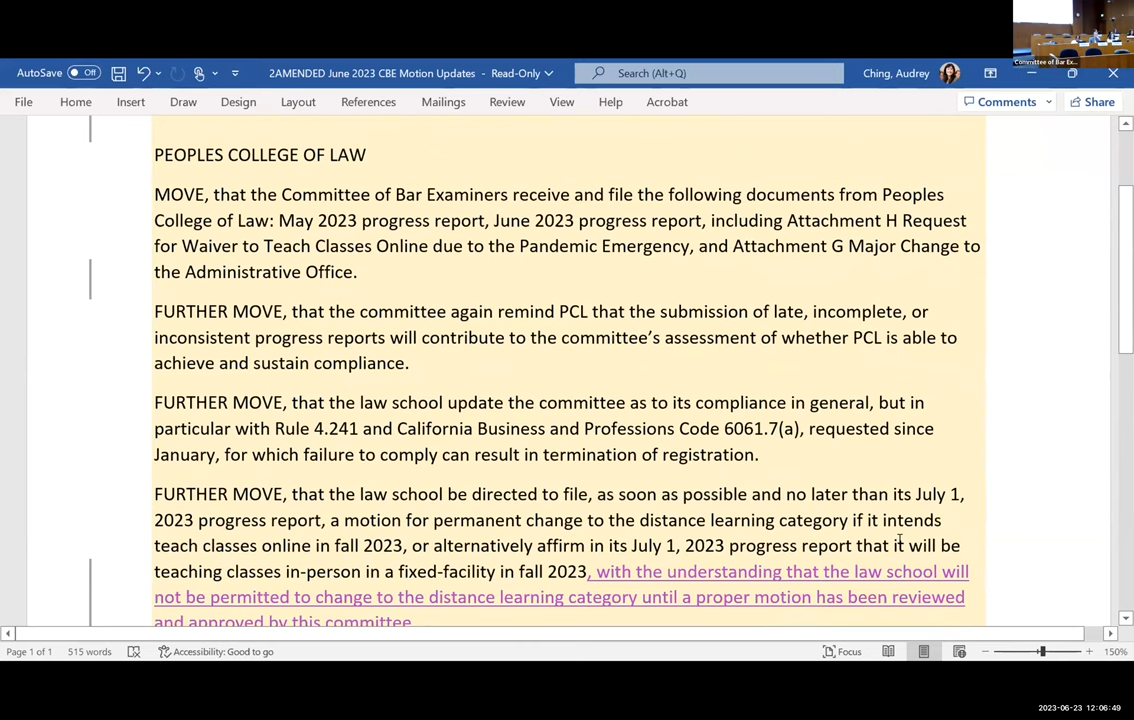 AutoSave Off 2AMENDED June 2023 CBE Motion Updates - Read-Only Search (Alt+Q) Ching, Audrey
Committee of Bar Ex...
File Home Insert Draw Design Layout References Mailings Review View Help Acrobat Comments Share
PEOPLES COLLEGE OF LAW
MOVE, that the Committee of Bar Examiners receive and file the following documents from Peoples
College of Law: May 2023 progress report, June 2023 progress report, including Attachment H Request
for Waiver to Teach Classes Online due to the Pandemic Emergency, and Attachment G Major Change to
the Administrative Office.
FURTHER MOVE, that the committee again remind PCL that the submission of late, incomplete, or
inconsistent progress reports will contribute to the committee's assessment of whether PCL is able to
achieve and sustain compliance.
FURTHER MOVE, that the law school update the committee as to its compliance in general, but in
particular with Rule 4.241 and California Business and Professions Code 6061.7(a), requested since
January, for which failure to comply can result in termination of registration.
FURTHER MOVE, that the law school be directed to file, as soon as possible and no later than its July 1,
2023 progress report, a motion for permanent change to the distance learning category if it intends
teach classes online in fall 2023, or alternatively affirm in its July 1, 2023 progress report that it will be
teaching classes in-person in a fixed-facility in fall 2023, with the understanding that the law school will
not be permitted to change to the distance learning category until a proper motion has been reviewed
and approved by this committee.
Page 1 of 1 515 words Accessibility: Good to go Focus 150%
2023-06-23 12:06:49